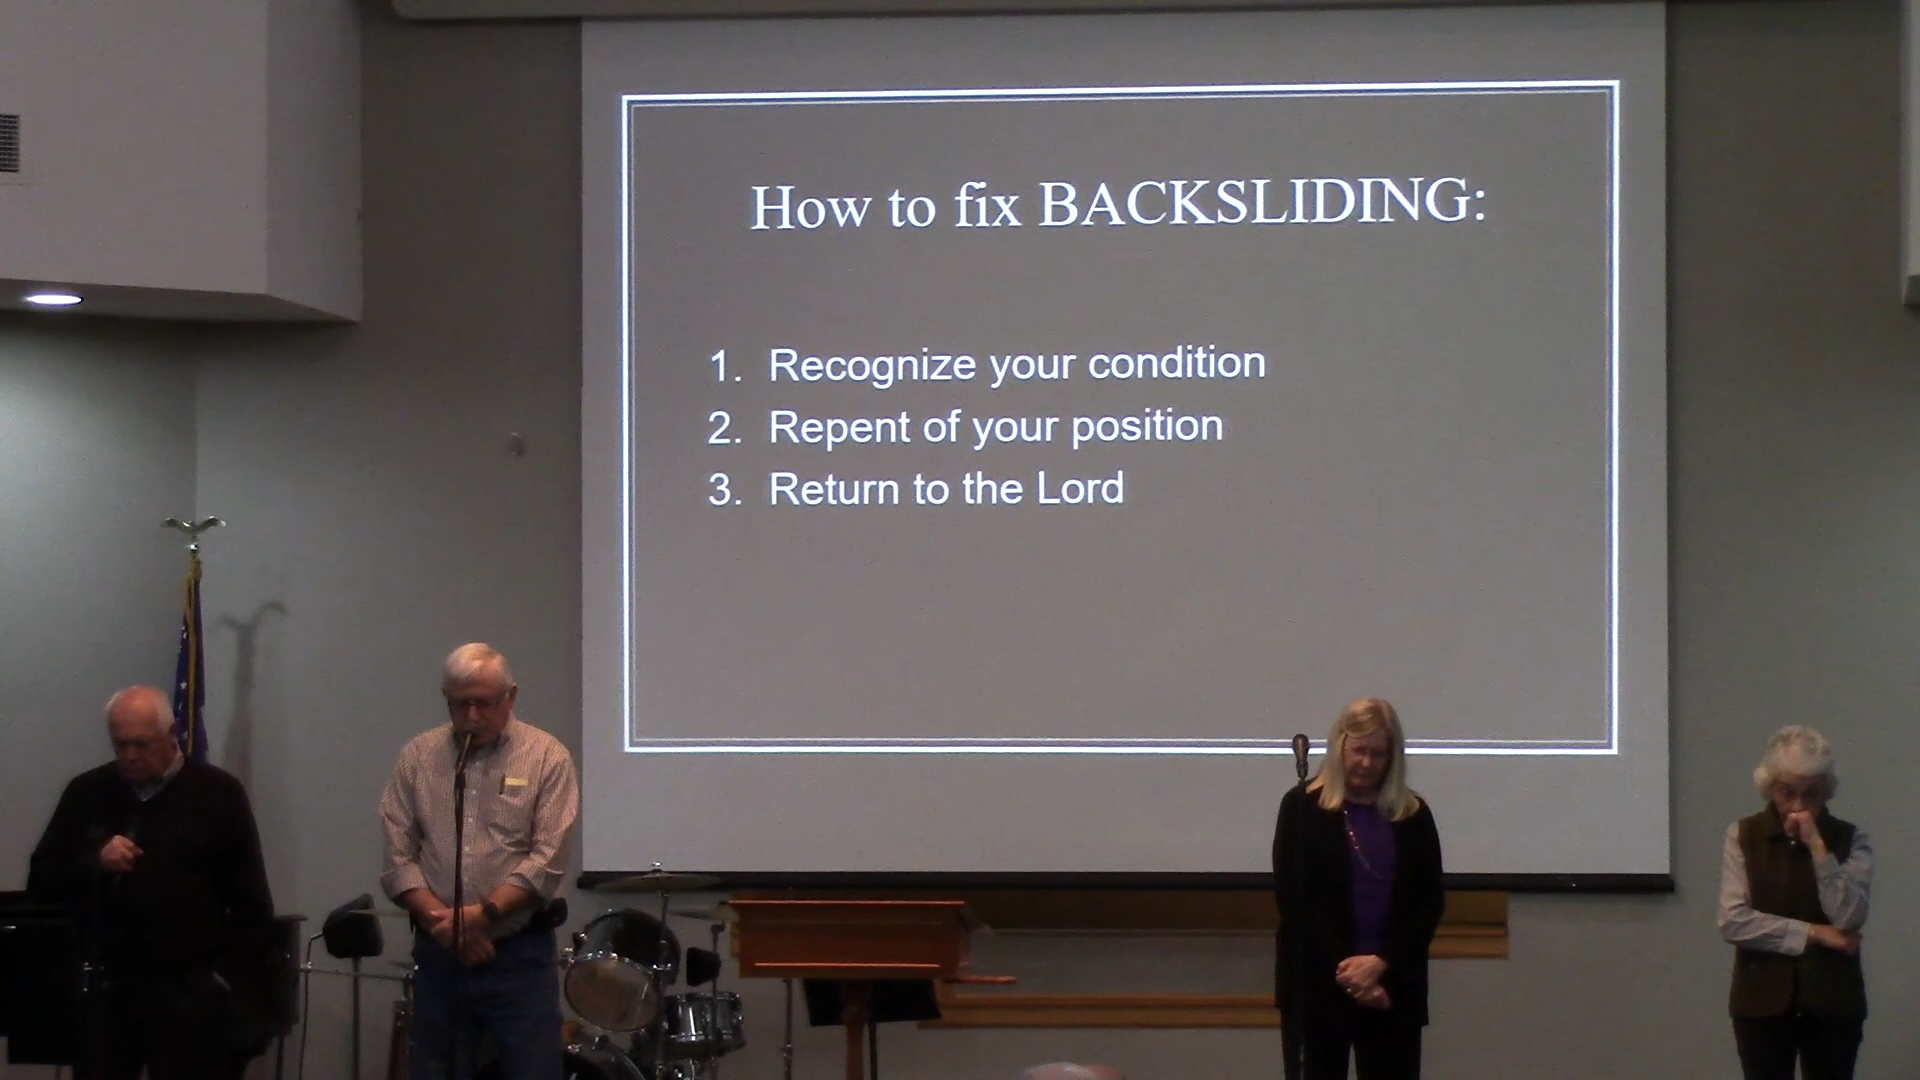 How to fix BACKSLIDING:
1. Recognize your condition
2. Repent of your position
3. Return to the Lord